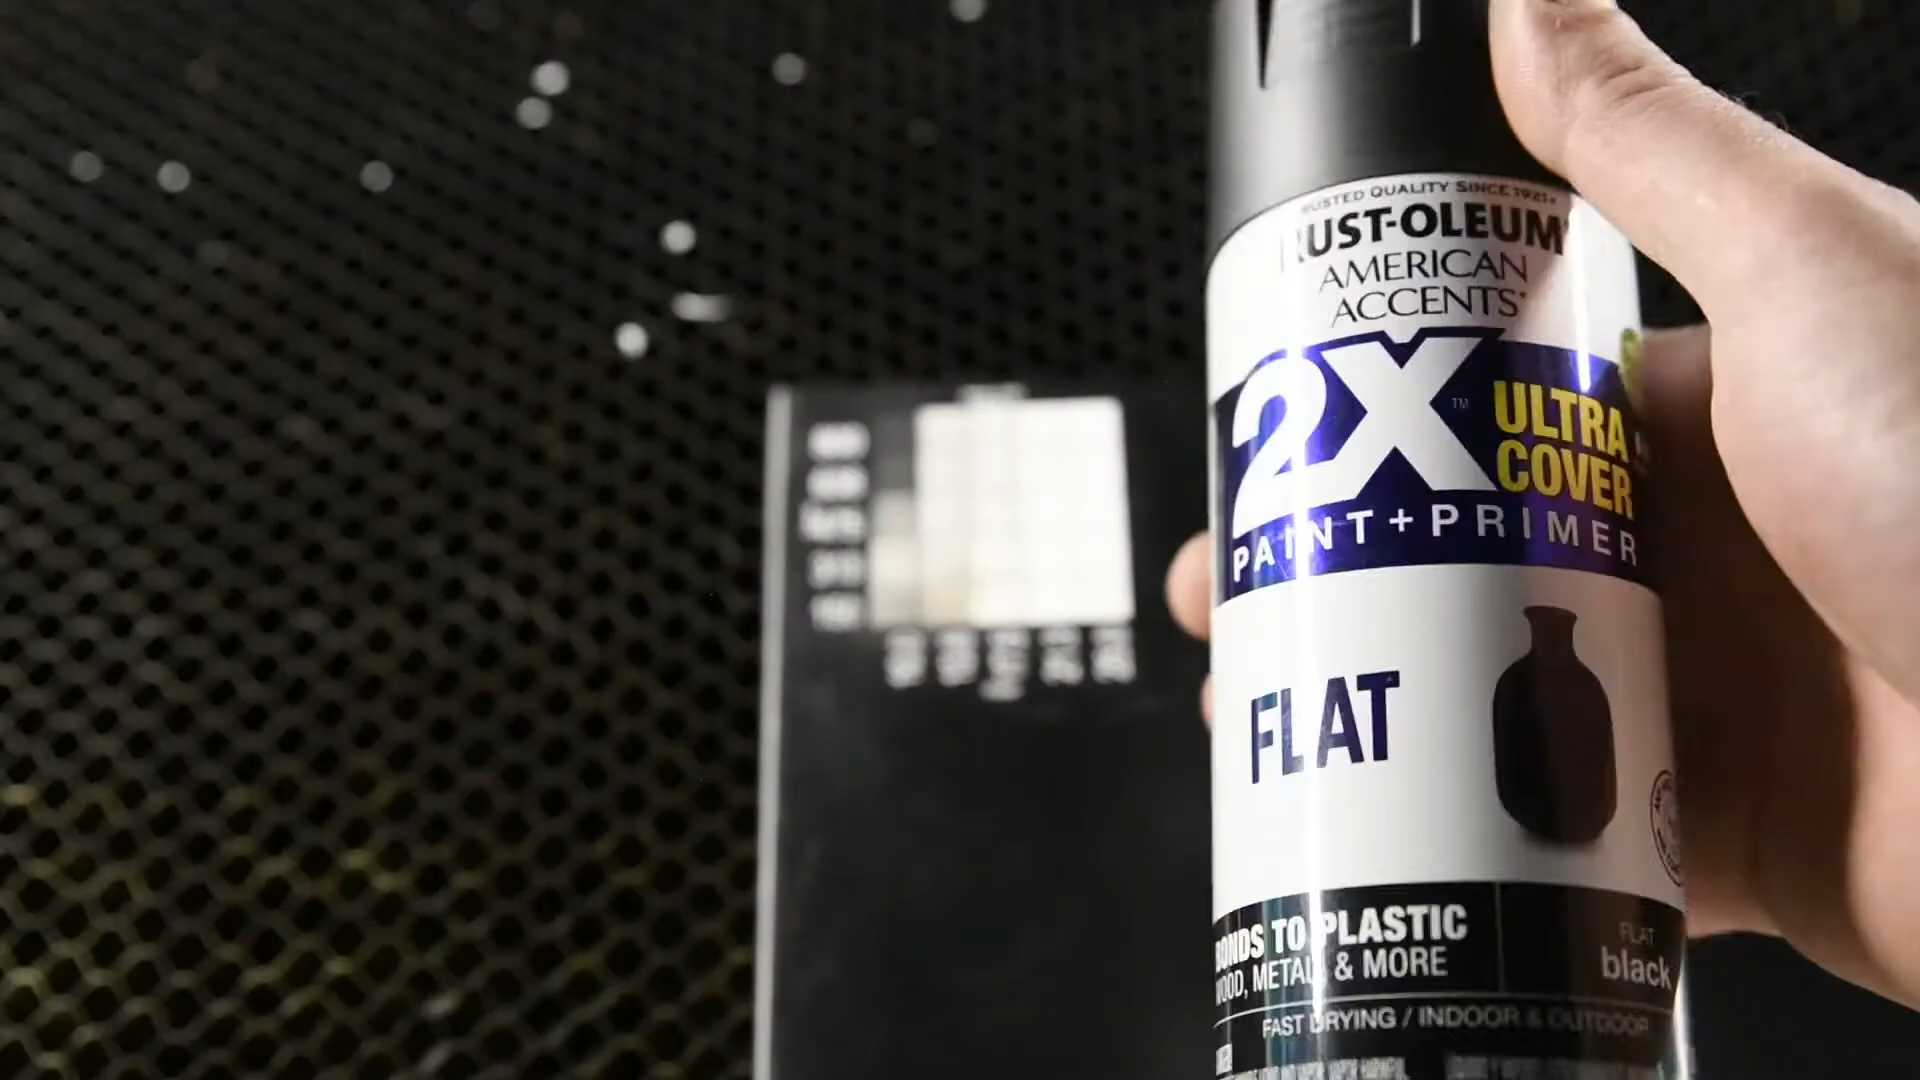 TRUSTED QUALITY SINCE 1921
RUST-OLEUM
AMERICAN
ACCENTS
2X ™
ULTRA
COVER
PAINT+PRIMER
FLAT
BONDS TO PLASTIC
WOOD, METAL & MORE
FLAT
black
FAST DRYING / INDOOR & OUTDOOR